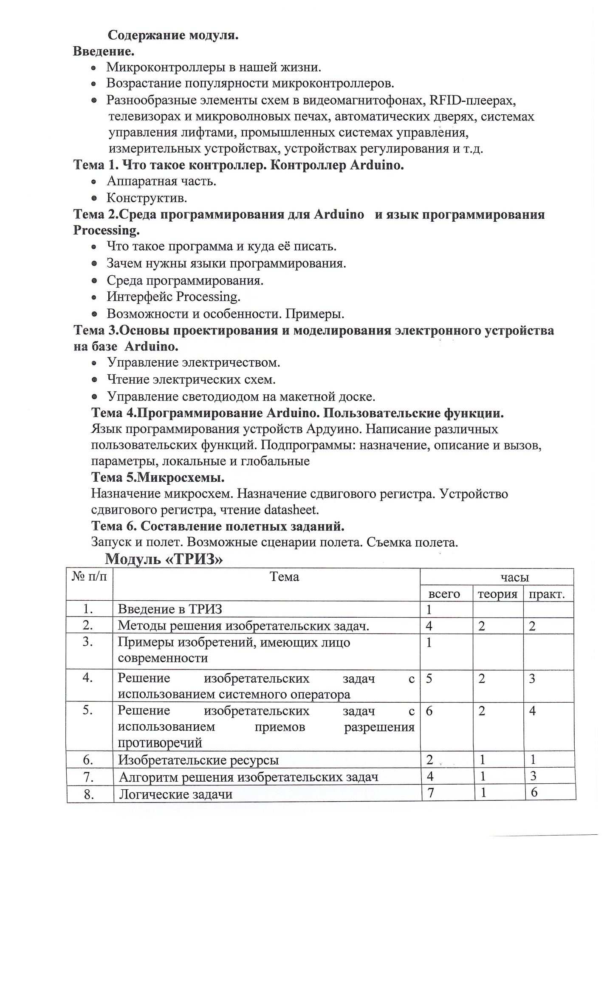 Содержание модуля.
Введение.
• Микроконтроллеры в нашей жизни.
• Возрастание популярности микроконтроллеров.
• Разнообразные элементы схем в видеомагнитофонах, RFID-плеерах,
телевизорах и микроволновых печах, автоматических дверях, системах
управления лифтами, промышленных системах управления,
измерительных устройствах, устройствах регулирования и т.д.
Тема 1. Что такое контроллер. Контроллер Arduino.
• Аппаратная часть.
• Конструктив.
Тема 2.Среда программирования для Arduino и язык программирования
Processing.
• Что такое программа и куда её писать.
• Зачем нужны языки программирования.
• Среда программирования.
• Интерфейс Processing.
• Возможности и особенности. Примеры.
Тема 3.Основы проектирования и моделирования электронного устройства
на базе Arduino.
• Управление электричеством.
• Чтение электрических схем.
• Управление светодиодом на макетной доске.
Тема 4.Программирование Arduino. Пользовательские функции.
Язык программирования устройств Ардуино. Написание различных
пользовательских функций. Подпрограммы: назначение, описание и вызов,
параметры, локальные и глобальные
Тема 5.Микросхемы.
Назначение микросхем. Назначение сдвигового регистра. Устройство
сдвигового регистра, чтение datasheet.
Тема 6. Составление полетных заданий.
Запуск и полет. Возможные сценарии полета. Съемка полета.
Модуль «ТРИЗ»
№ п/п Тема часы
всего теория практ.
1. Введение в ТРИЗ 1
2. Методы решения изобретательских задач. 4 2 2
3. Примеры изобретений, имеющих лицо 1
современности
4. Решение изобретательских задач с 5 2 3
использованием системного оператора
5. Решение изобретательских задач с 6 2 4
использованием приемов разрешения
противоречий
6. Изобретательские ресурсы 2 1 1
7. Алгоритм решения изобретательских задач 4 1 3
8. Логические задачи 7 1 6